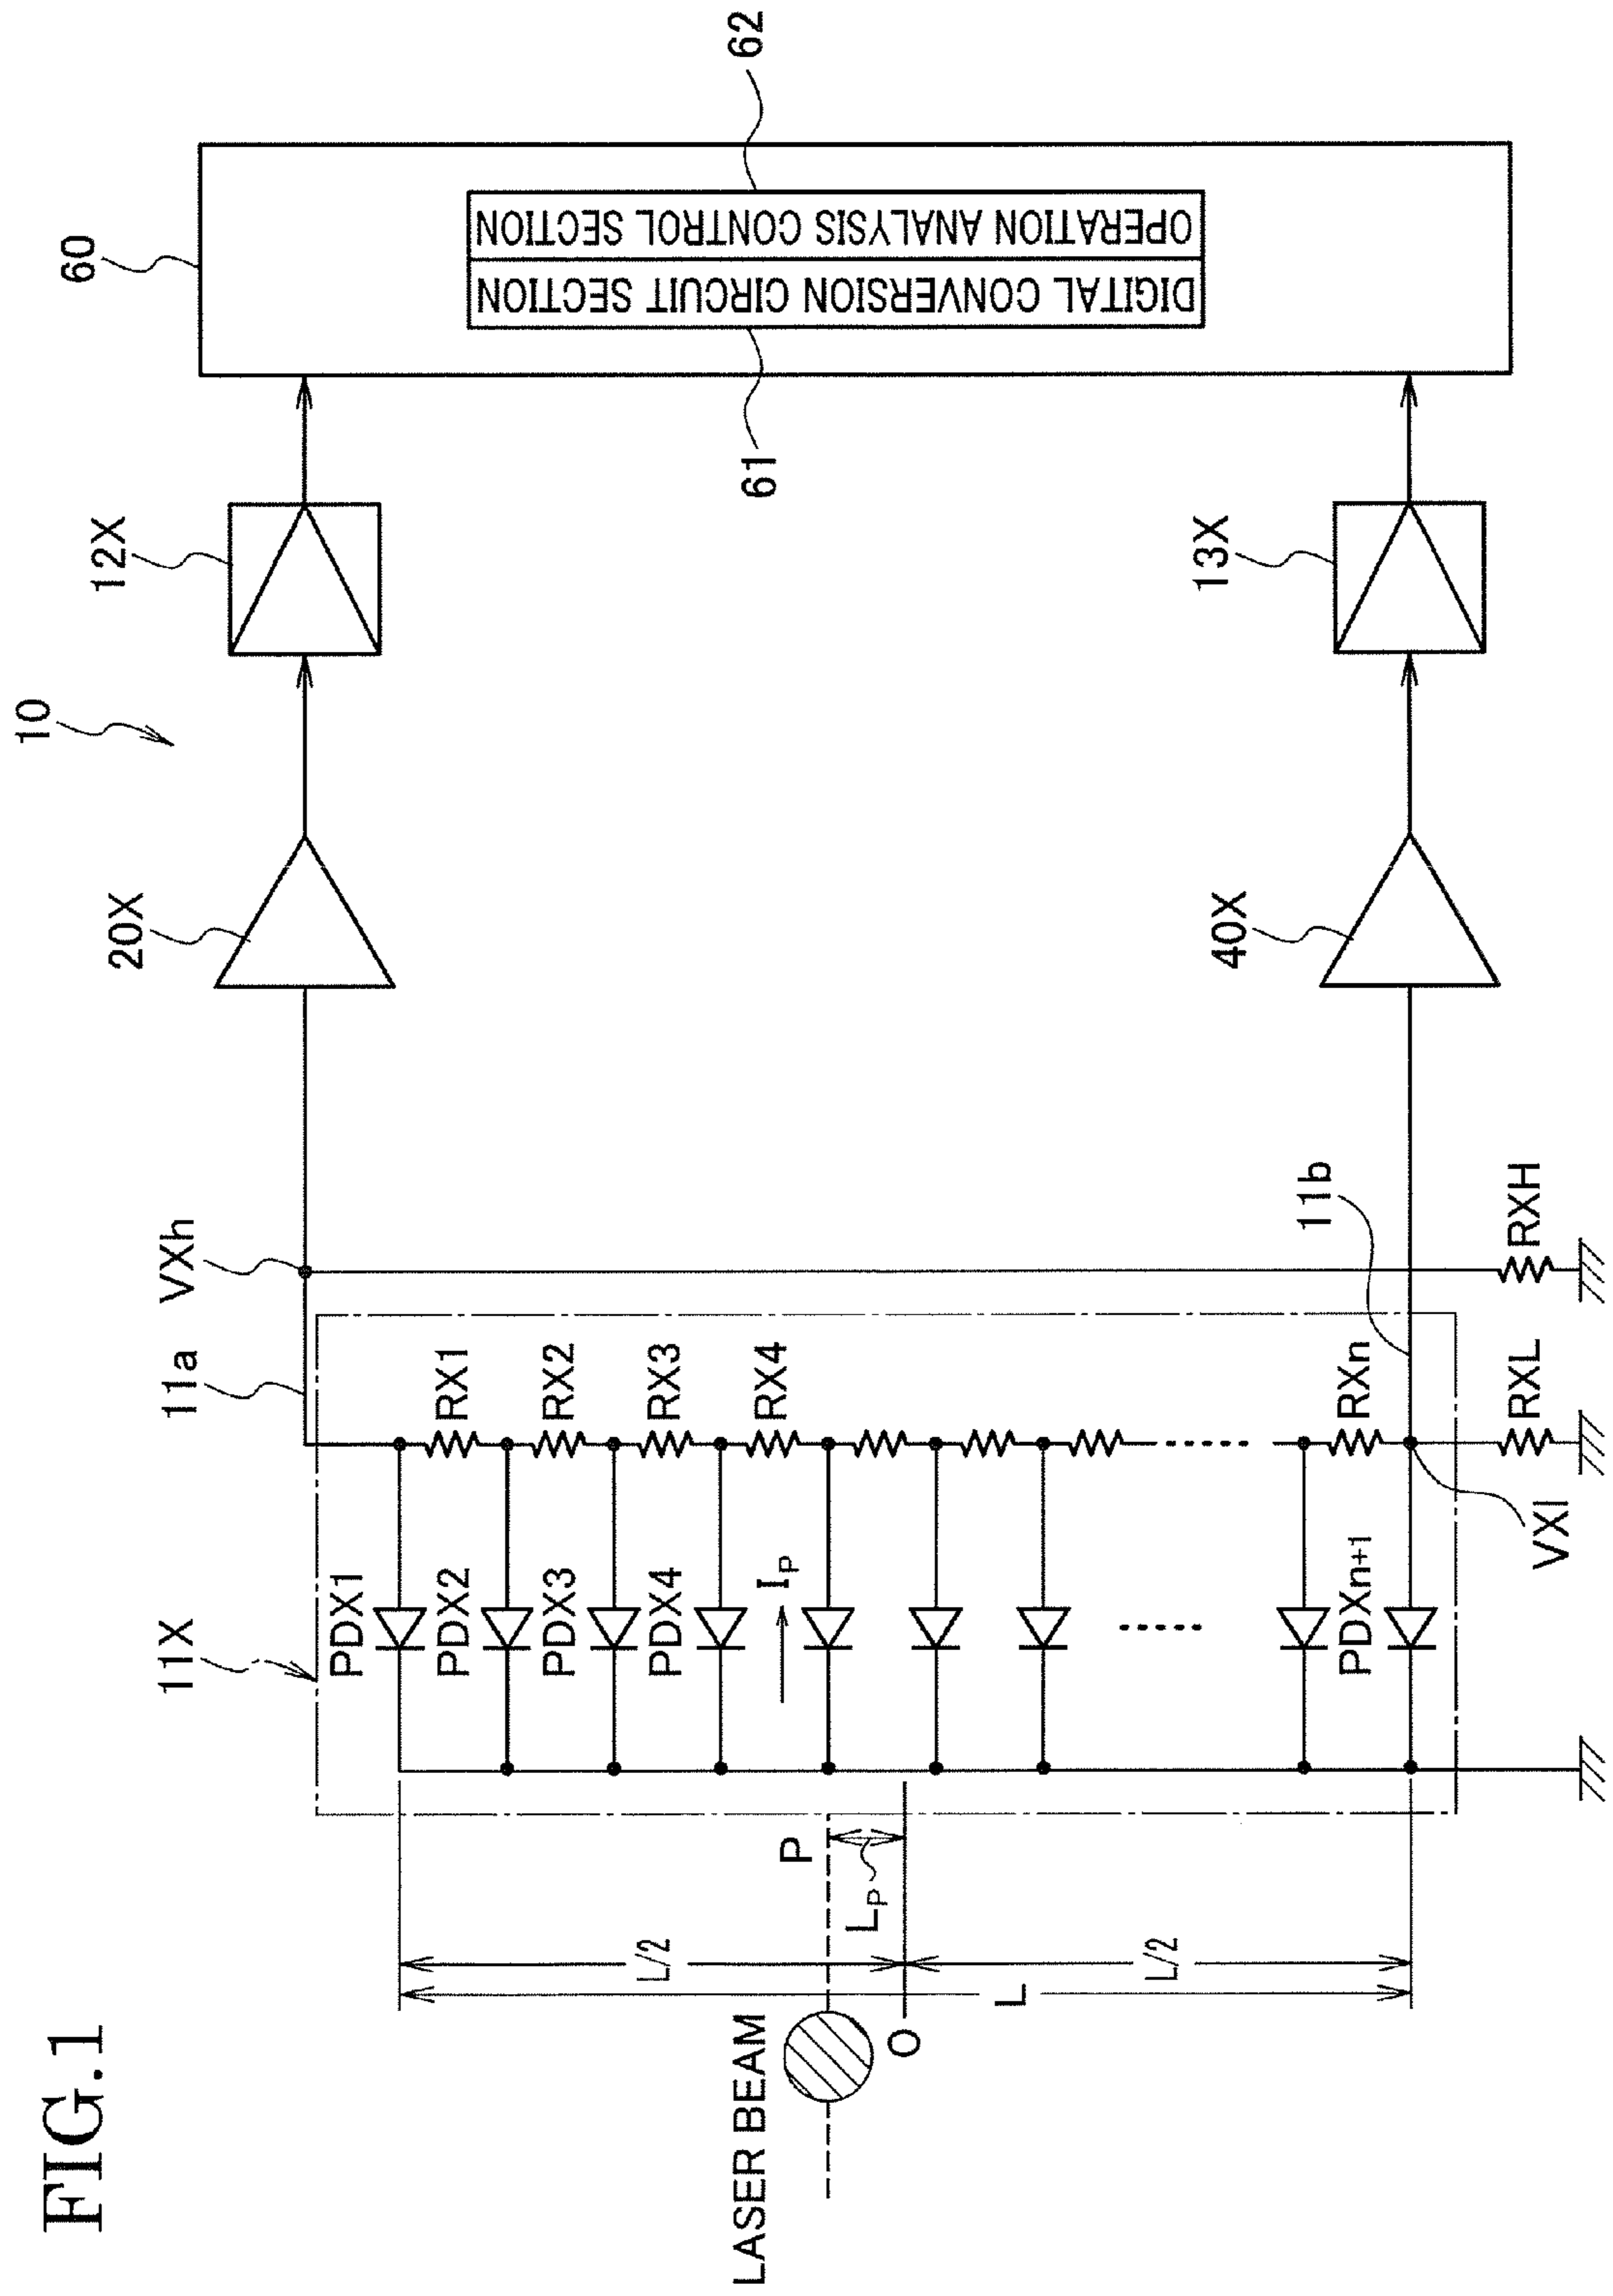 FIG.1
10
60
62
OPERATION ANALYSIS CONTROL SECTION
DIGITAL CONVERSION CIRCUIT SECTION
61
12X
20X
VXh
11a
11X
PDX1
RX1
PDX2
RX2
PDX3
RX3
PDX4
RX4
IP
LASER BEAM
P
LP
O
L/2
L/2
L
PDXn+1
RXn
11b
13X
40X
VXl
RXL
RXH